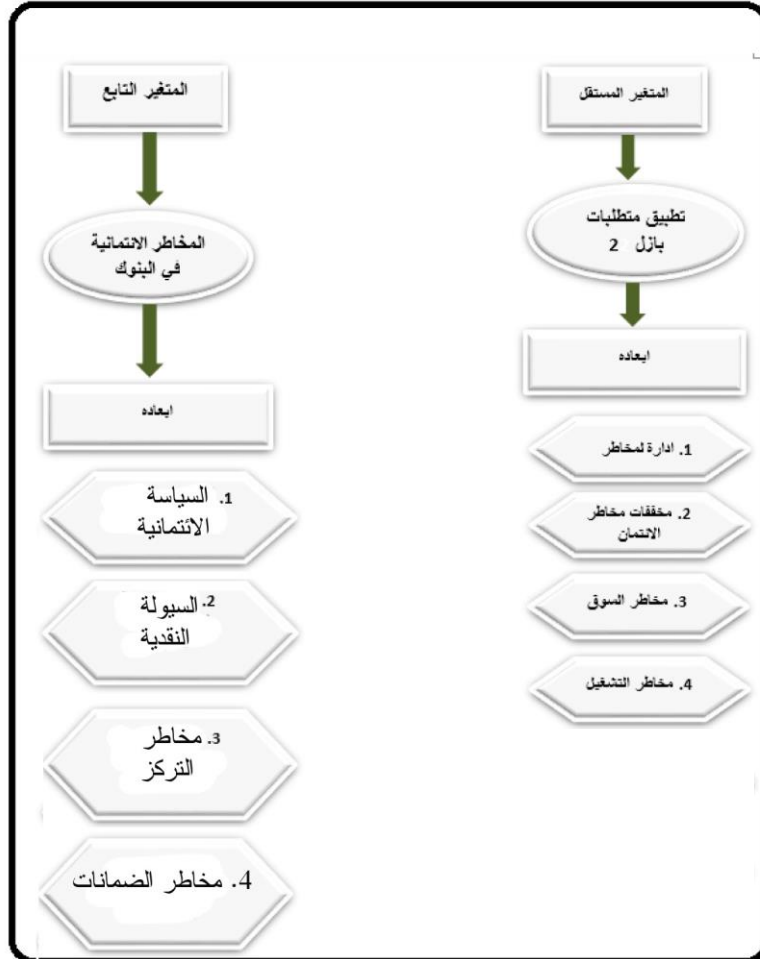 المتغير المستقل
تطبيق متطلبات
بازل 2
ابعاده
1. ادارة لمخاطر
2. مخففات مخاطر
الائتمان
3. مخاطر السوق
4. مخاطر التشغيل
المتغير التابع
المخاطر الائتمانية
في البنوك
ابعاده
1. السياسة
الائتمانية
2. السيولة
النقدية
3. مخاطر
التركز
4. مخاطر الضمانات